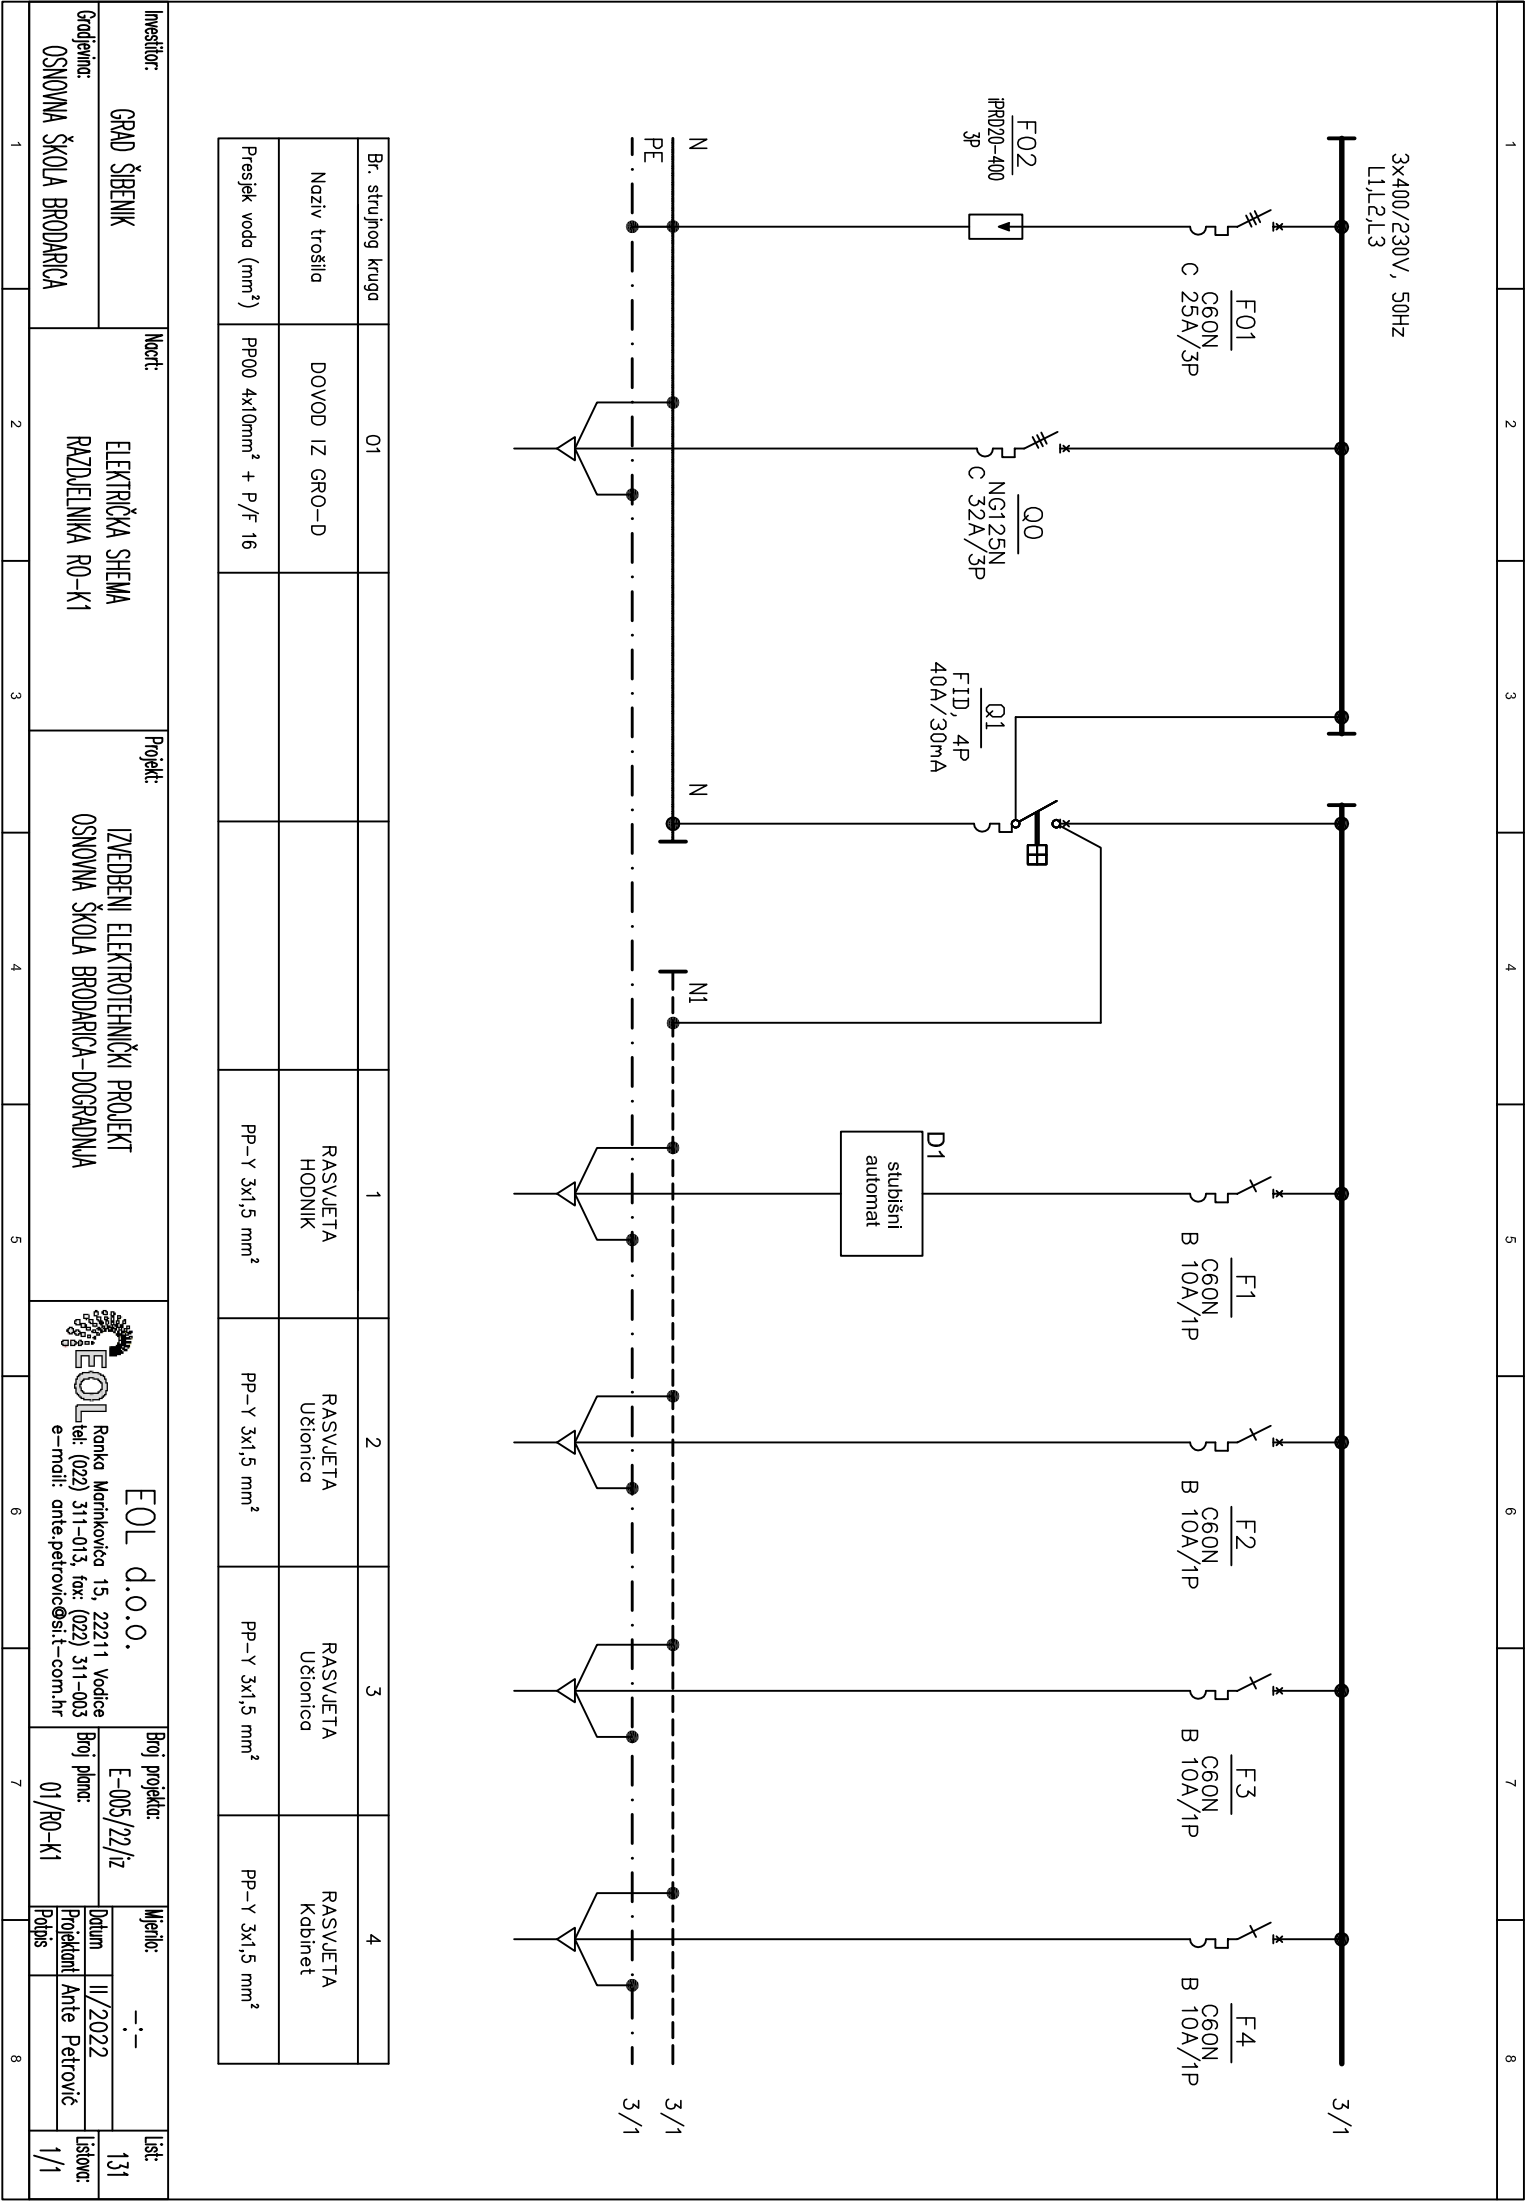 1
2
3
4
5
6
7
8
3x400/230V, 50Hz
L1,L2,L3
3/1
F01
C60N
C 25A/3P
F02
iPRD20-400
3P
Q0
NG125N
C 32A/3P
Q1
FID, 4P
40A/30mA
F1
C60N
B 10A/1P
F2
C60N
B 10A/1P
F3
C60N
B 10A/1P
F4
C60N
B 10A/1P
D1
stubišni
automat
N
N
N1
3/1
PE
3/1
Br. strujnog kruga
01
1
2
3
4
Naziv trošila
DOVOD IZ GRO-D
RASVJETA
HODNIK
RASVJETA
Učionica
RASVJETA
Učionica
RASVJETA
Kabinet
Presjek voda (mm²)
PP00 4x10mm² + P/F 16
PP-Y 3x1,5 mm²
PP-Y 3x1,5 mm²
PP-Y 3x1,5 mm²
PP-Y 3x1,5 mm²
Investitor:
GRAD ŠIBENIK
Gradjevina:
OSNOVNA ŠKOLA BRODARICA
Nacrt:
ELEKTRIČKA SHEMA
RAZDJELNIKA RO-K1
Projekt:
IZVEDBENI ELEKTROTEHNIČKI PROJEKT
OSNOVNA ŠKOLA BRODARICA-DOGRADNJA
EOL
EOL d.o.o.
Ranka Marinkovića 15, 22211 Vodice
tel: (022) 311-013, fax: (022) 311-003
e-mail: ante.petrovic@si.t-com.hr
Broj projekta:
E-005/22/iz
Broj plana:
01/RO-K1
Mjerilo:
-:-
Datum II/2022
Projektant Ante Petrović
Potpis
List:
131
Listova:
1/1
1
2
3
4
5
6
7
8